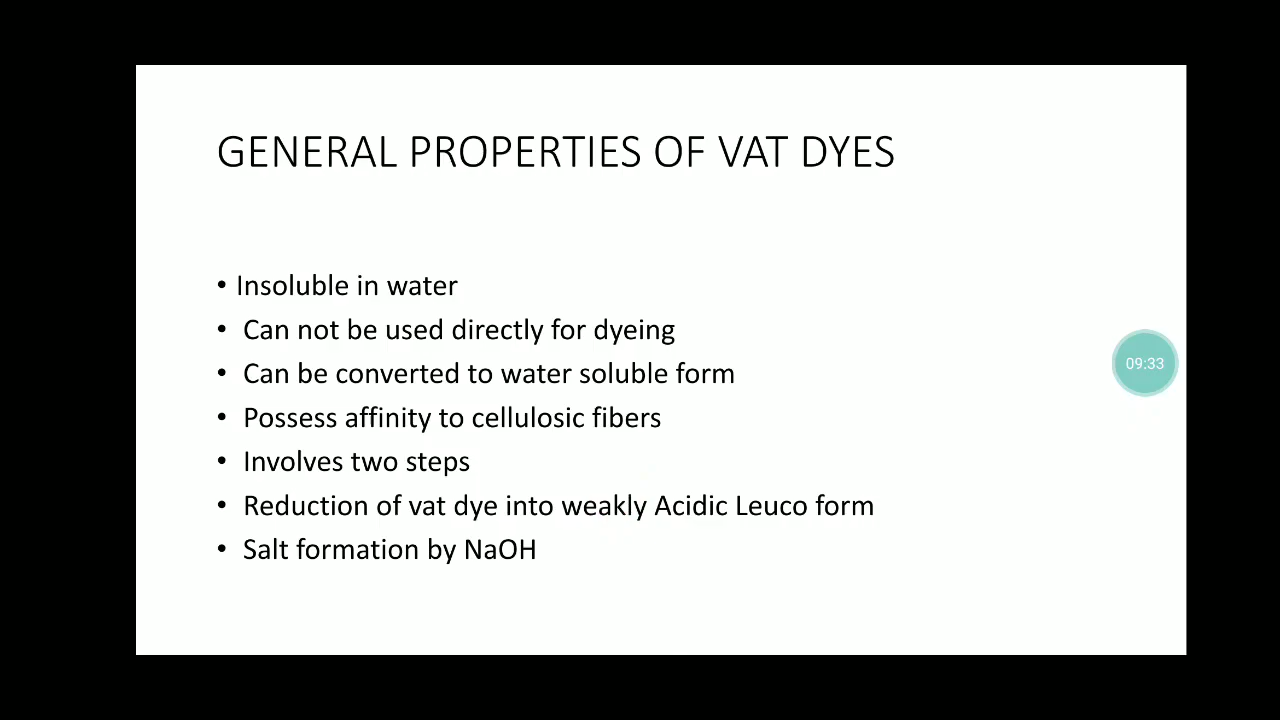 GENERAL PROPERTIES OF VAT DYES
• Insoluble in water
• Can not be used directly for dyeing
• Can be converted to water soluble form
• Possess affinity to cellulosic fibers
• Involves two steps
• Reduction of vat dye into weakly Acidic Leuco form
• Salt formation by NaOH
09:33